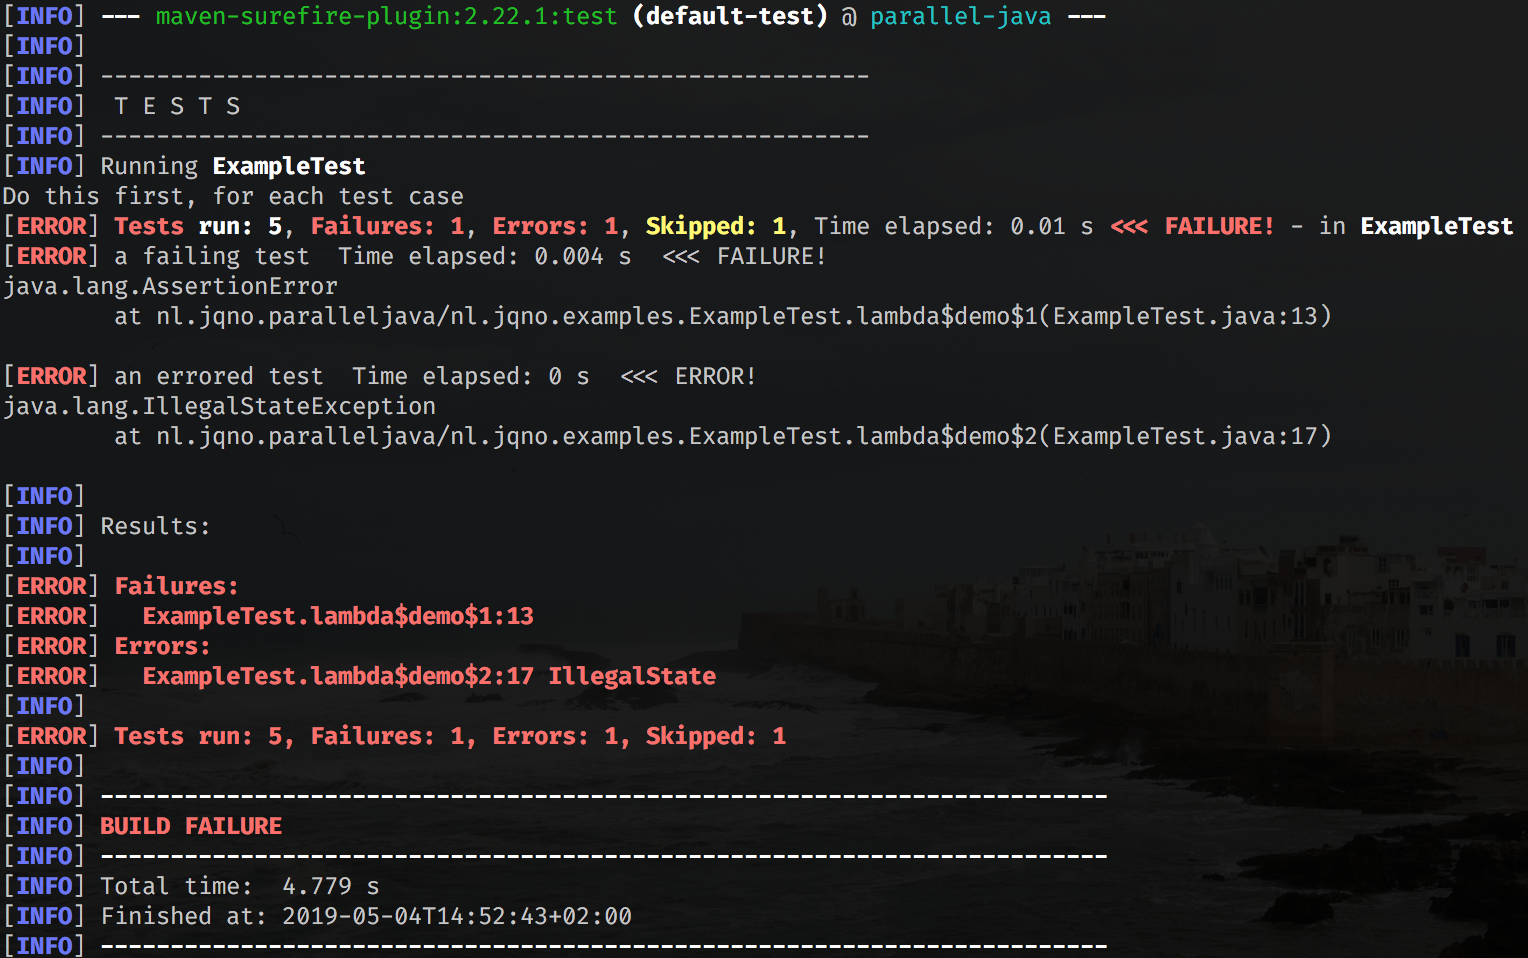 [INFO] --- maven-surefire-plugin:2.22.1:test (default-test) @ parallel-java ---
[INFO]
[INFO] -------------------------------------------------------
[INFO]  T E S T S
[INFO] -------------------------------------------------------
[INFO] Running ExampleTest
Do this first, for each test case
[ERROR] Tests run: 5, Failures: 1, Errors: 1, Skipped: 1, Time elapsed: 0.01 s <<< FAILURE! - in ExampleTest
[ERROR] a failing test  Time elapsed: 0.004 s  <<< FAILURE!
java.lang.AssertionError
        at nl.jqno.paralleljava/nl.jqno.examples.ExampleTest.lambda$demo$1(ExampleTest.java:13)

[ERROR] an errored test  Time elapsed: 0 s  <<< ERROR!
java.lang.IllegalStateException
        at nl.jqno.paralleljava/nl.jqno.examples.ExampleTest.lambda$demo$2(ExampleTest.java:17)

[INFO]
[INFO] Results:
[INFO]
[ERROR] Failures:
[ERROR]   ExampleTest.lambda$demo$1:13
[ERROR] Errors:
[ERROR]   ExampleTest.lambda$demo$2:17 IllegalState
[INFO]
[ERROR] Tests run: 5, Failures: 1, Errors: 1, Skipped: 1
[INFO]
[INFO] ------------------------------------------------------------------------
[INFO] BUILD FAILURE
[INFO] ------------------------------------------------------------------------
[INFO] Total time:  4.779 s
[INFO] Finished at: 2019-05-04T14:52:43+02:00
[INFO] ------------------------------------------------------------------------